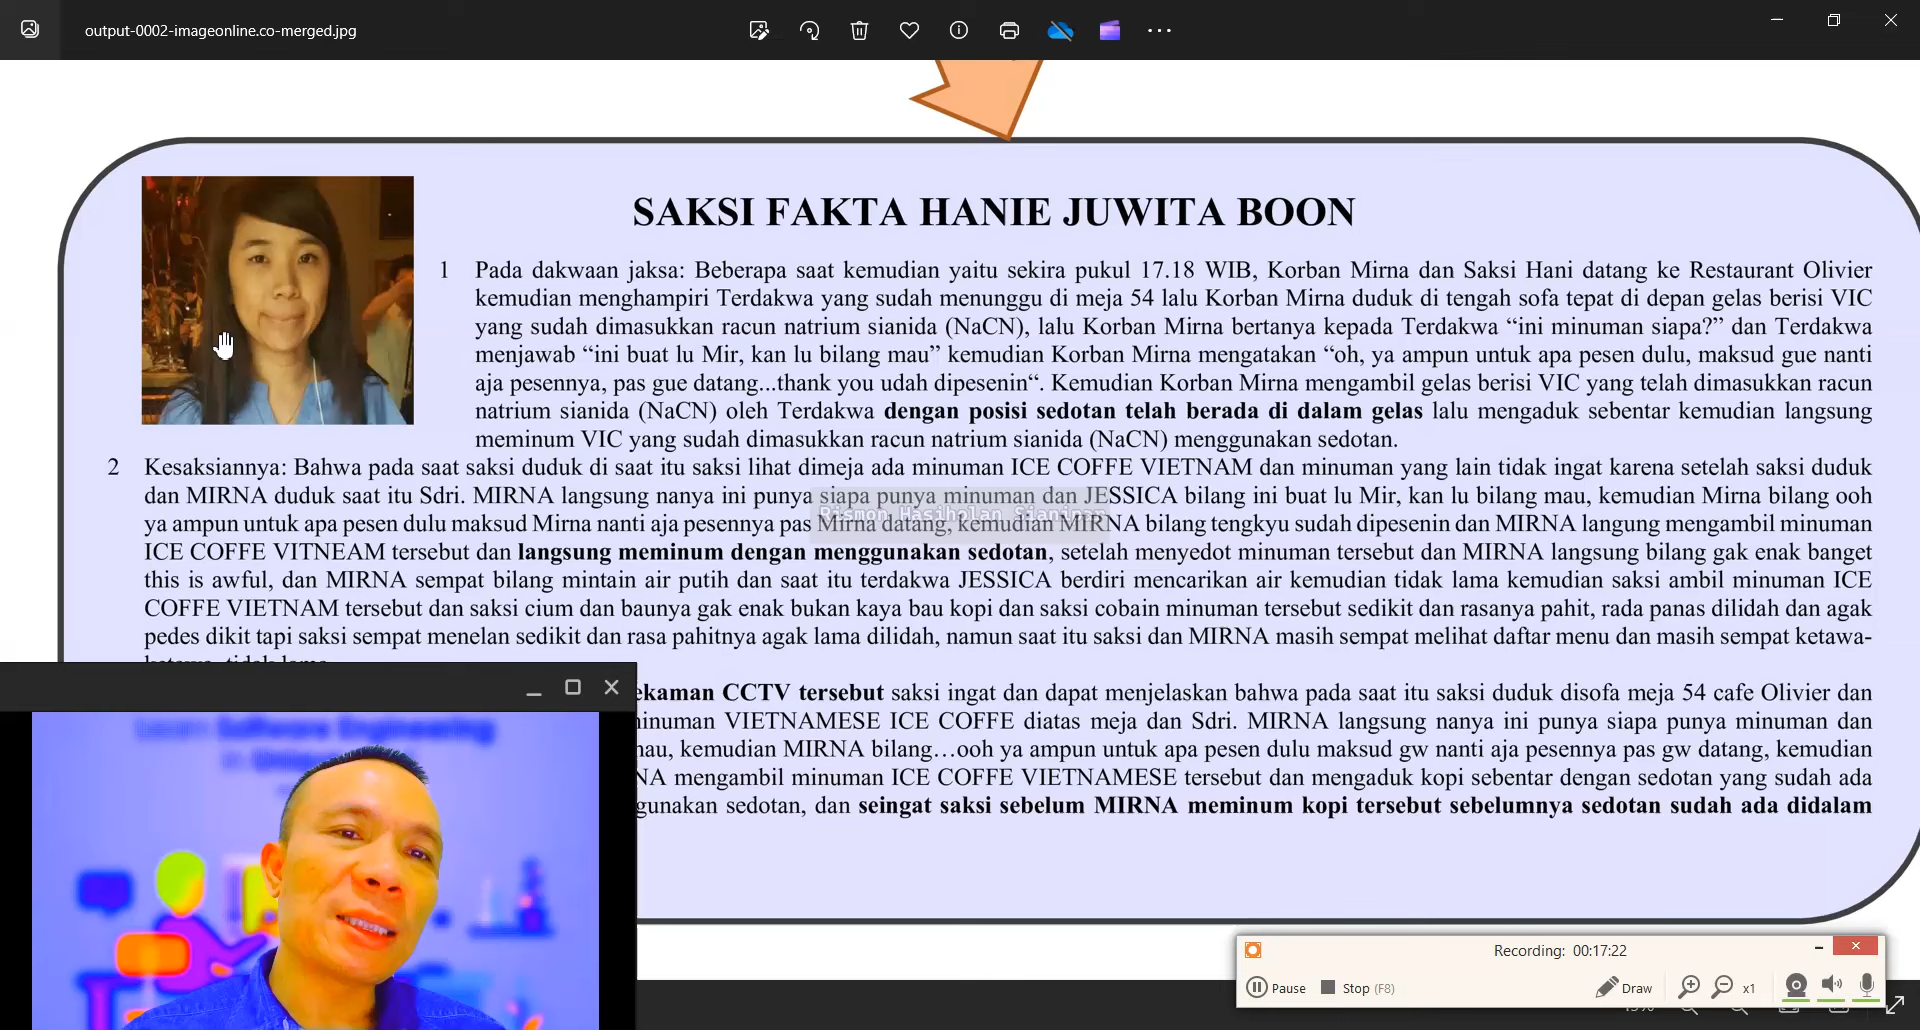 output-0002-imageonline.co-merged.jpg
SAKSI FAKTA HANIE JUWITA BOON
1 Pada dakwaan jaksa: Beberapa saat kemudian yaitu sekira pukul 17.18 WIB, Korban Mirna dan Saksi Hani datang ke Restaurant Olivier
kemudian menghampiri Terdakwa yang sudah menunggu di meja 54 lalu Korban Mirna duduk di tengah sofa tepat di depan gelas berisi VIC
yang sudah dimasukkan racun natrium sianida (NaCN), lalu Korban Mirna bertanya kepada Terdakwa “ini minuman siapa?” dan Terdakwa
menjawab “ini buat lu Mir, kan lu bilang mau” kemudian Korban Mirna mengatakan “oh, ya ampun untuk apa pesen dulu, maksud gue nanti
aja pesennya, pas gue datang...thank you udah dipesenin“. Kemudian Korban Mirna mengambil gelas berisi VIC yang telah dimasukkan racun
natrium sianida (NaCN) oleh Terdakwa dengan posisi sedotan telah berada di dalam gelas lalu mengaduk sebentar kemudian langsung
meminum VIC yang sudah dimasukkan racun natrium sianida (NaCN) menggunakan sedotan.
2 Kesaksiannya: Bahwa pada saat saksi duduk di saat itu saksi lihat dimeja ada minuman ICE COFFE VIETNAM dan minuman yang lain tidak ingat karena setelah saksi duduk
dan MIRNA duduk saat itu Sdri. MIRNA langsung nanya ini punya siapa punya minuman dan JESSICA bilang ini buat lu Mir, kan lu bilang mau, kemudian Mirna bilang ooh
Rismon Hasiholan Sianipar
ya ampun untuk apa pesen dulu maksud Mirna nanti aja pesennya pas Mirna datang, kemudian MIRNA bilang tengkyu sudah dipesenin dan MIRNA langung mengambil minuman
ICE COFFE VITNEAM tersebut dan langsung meminum dengan menggunakan sedotan, setelah menyedot minuman tersebut dan MIRNA langsung bilang gak enak banget
this is awful, dan MIRNA sempat bilang mintain air putih dan saat itu terdakwa JESSICA berdiri mencarikan air kemudian tidak lama kemudian saksi ambil minuman ICE
COFFE VIETNAM tersebut dan saksi cium dan baunya gak enak bukan kaya bau kopi dan saksi cobain minuman tersebut sedikit dan rasanya pahit, rada panas dilidah dan agak
pedes dikit tapi saksi sempat menelan sedikit dan rasa pahitnya agak lama dilidah, namun saat itu saksi dan MIRNA masih sempat melihat daftar menu dan masih sempat ketawa-
ekaman CCTV tersebut saksi ingat dan dapat menjelaskan bahwa pada saat itu saksi duduk disofa meja 54 cafe Olivier dan
minuman VIETNAMESE ICE COFFE diatas meja dan Sdri. MIRNA langsung nanya ini punya siapa punya minuman dan
mau, kemudian MIRNA bilang…ooh ya ampun untuk apa pesen dulu maksud gw nanti aja pesennya pas gw datang, kemudian
NA mengambil minuman ICE COFFE VIETNAMESE tersebut dan mengaduk kopi sebentar dengan sedotan yang sudah ada
gunakan sedotan, dan seingat saksi sebelum MIRNA meminum kopi tersebut sebelumnya sedotan sudah ada didalam
Learn Software Engineering
Recording: 00:17:22
Pause Stop (F8) Draw x1